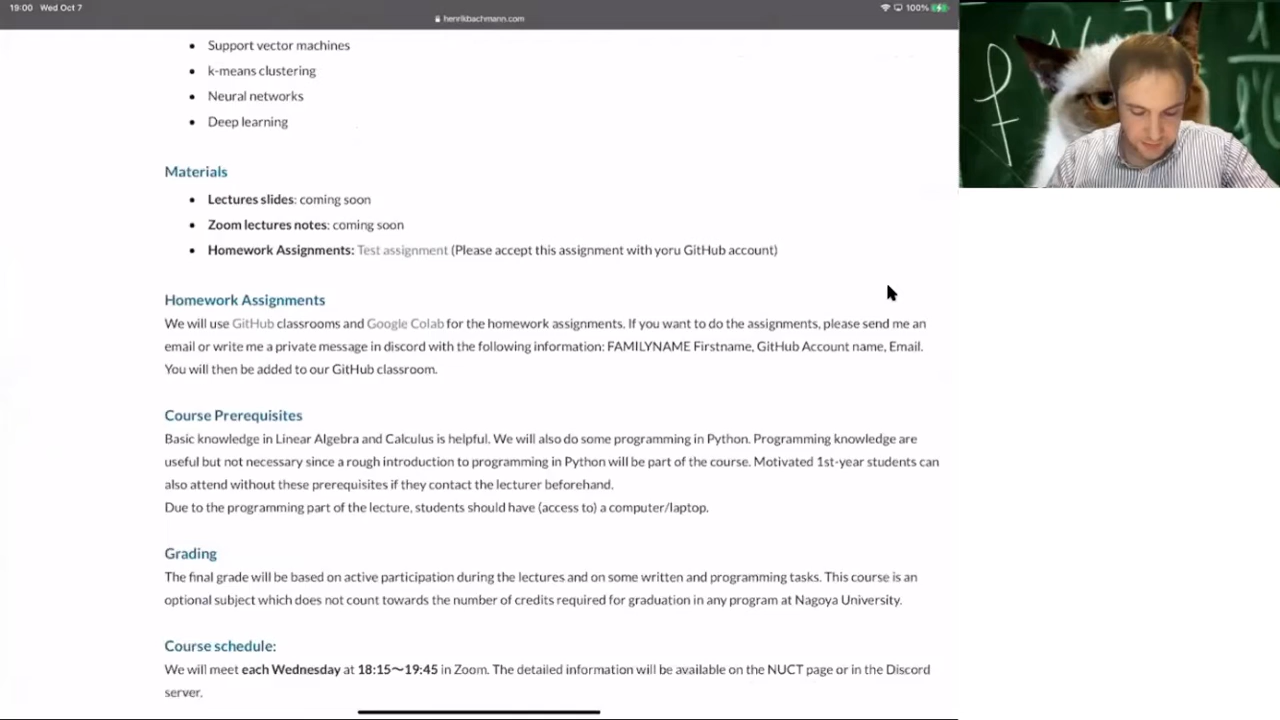 19:00 Wed Oct 7
henrikbachmann.com
100%
Support vector machines
k-means clustering
Neural networks
Deep learning
Materials
Lectures slides: coming soon
Zoom lectures notes: coming soon
Homework Assignments: Test assignment (Please accept this assignment with yoru GitHub account)
Homework Assignments
We will use GitHub classrooms and Google Colab for the homework assignments. If you want to do the assignments, please send me an
email or write me a private message in discord with the following information: FAMILYNAME Firstname, GitHub Account name, Email.
You will then be added to our GitHub classroom.
Course Prerequisites
Basic knowledge in Linear Algebra and Calculus is helpful. We will also do some programming in Python. Programming knowledge are
useful but not necessary since a rough introduction to programming in Python will be part of the course. Motivated 1st-year students can
also attend without these prerequisites if they contact the lecturer beforehand.
Due to the programming part of the lecture, students should have (access to) a computer/laptop.
Grading
The final grade will be based on active participation during the lectures and on some written and programming tasks. This course is an
optional subject which does not count towards the number of credits required for graduation in any program at Nagoya University.
Course schedule:
We will meet each Wednesday at 18:15〜19:45 in Zoom. The detailed information will be available on the NUCT page or in the Discord
server.